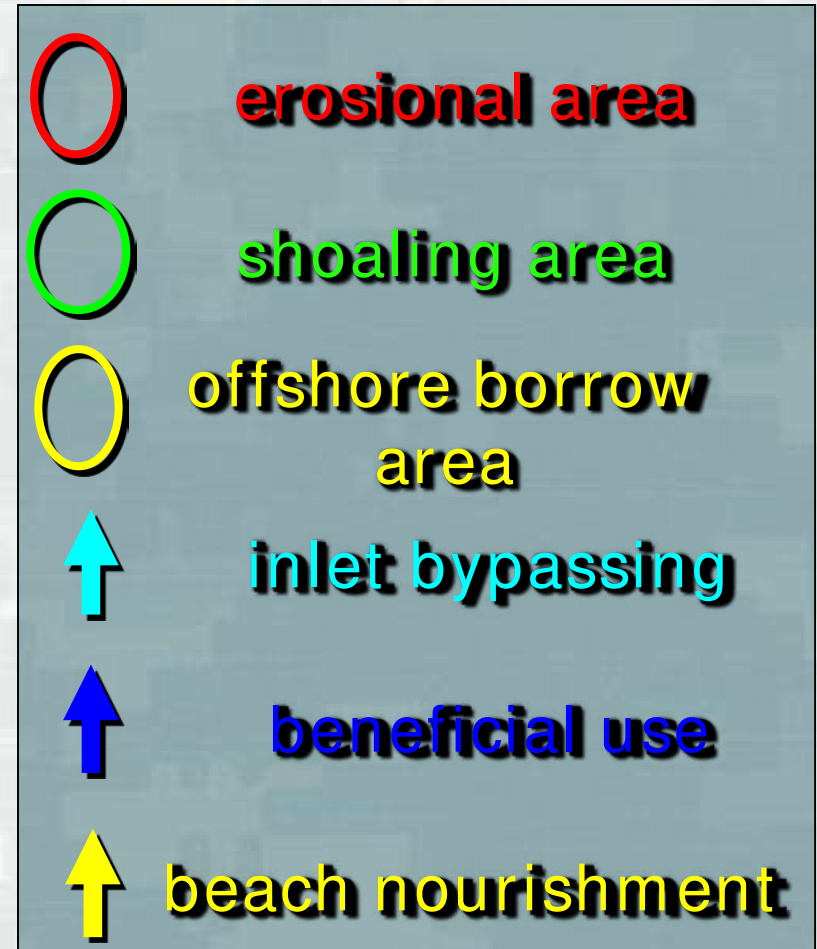 erosional area
shoaling area
offshore borrow
area
inlet bypassing
beneficial use
beach nourishment